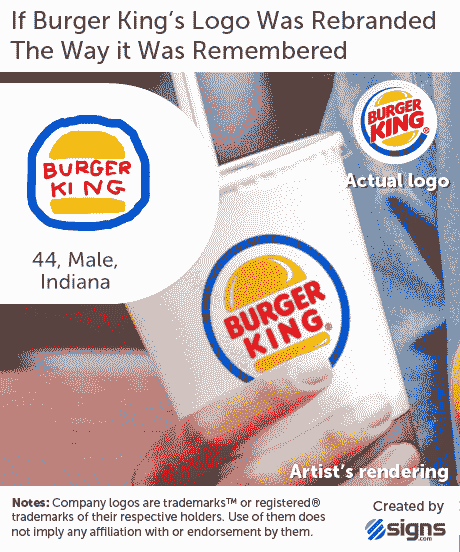 If Burger King’s Logo Was Rebranded
The Way it Was Remembered
BURGER
KING
®
Actual logo
BURGER
KING
44, Male,
Indiana
BURGER
KING
®
Artist’s rendering
Notes: Company logos are trademarks™ or registered®
trademarks of their respective holders. Use of them does
not imply any affiliation with or endorsement by them.
Created by
signs
.com